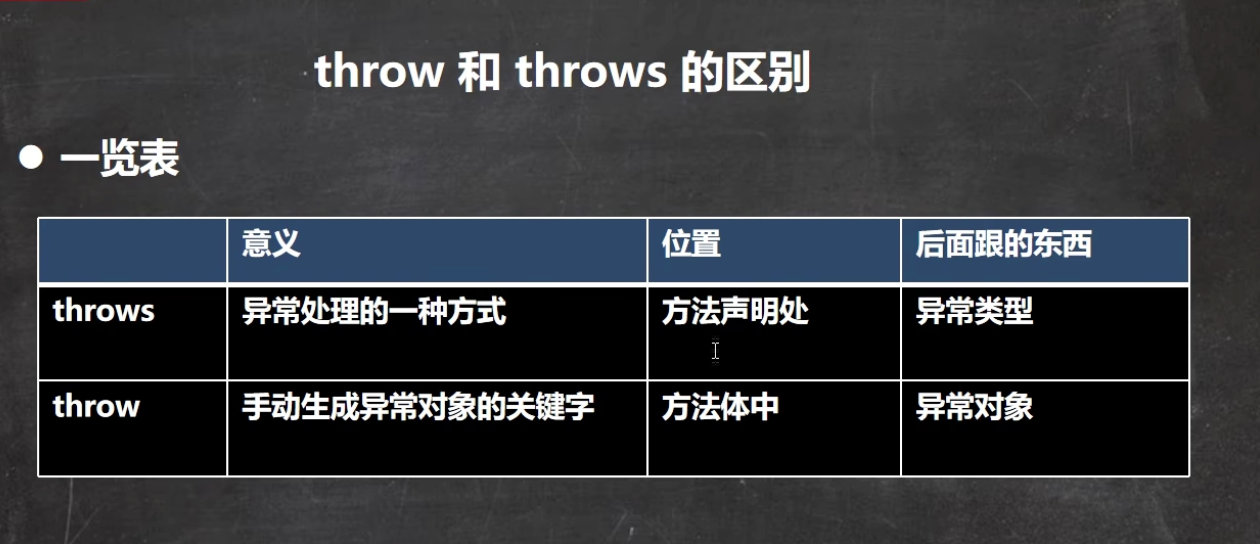 throw 和 throws 的区别
● 一览表
意义 位置 后面跟的东西
throws 异常处理的一种方式 方法声明处 异常类型
throw 手动生成异常对象的关键字 方法体中 异常对象